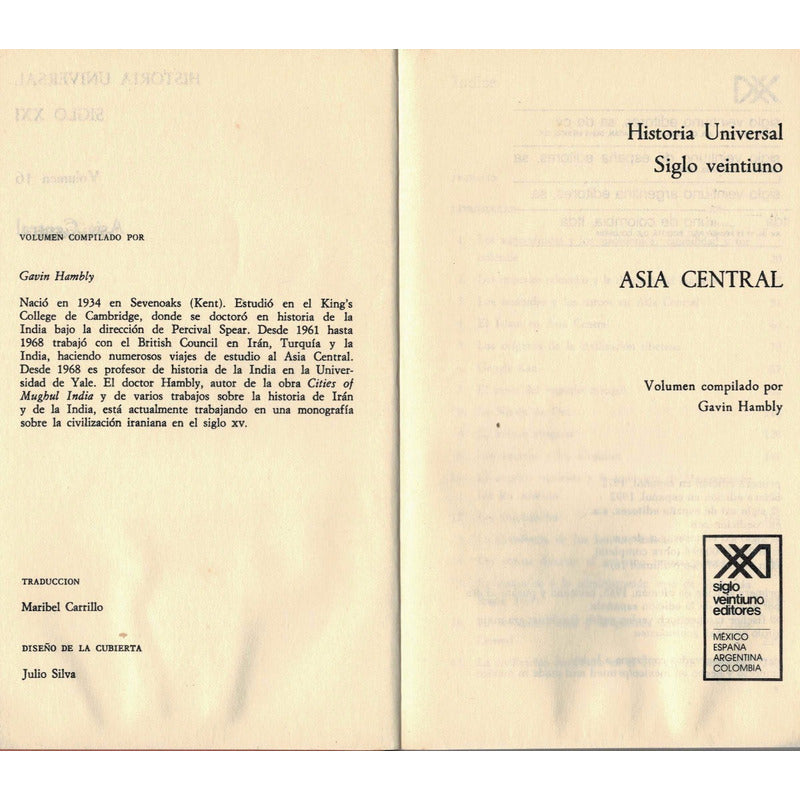 VOLUMEN COMPILADO POR
Gavin Hambly
Nació en 1934 en Sevenoaks (Kent). Estudió en el King's
College de Cambridge, donde se doctoró en historia de la
India bajo la dirección de Percival Spear. Desde 1961 hasta
1968 trabajó con el British Council en Irán, Turquía y la
India, haciendo numerosos viajes de estudio al Asia Central.
Desde 1968 es profesor de historia de la India en la Univer-
sidad de Yale. El doctor Hambly, autor de la obra Cities of
Mughul India y de varios trabajos sobre la historia de Irán
y de la India, está actualmente trabajando en una monografía
sobre la civilización iraniana en el siglo XV.
TRADUCCION
Maribel Carrillo
DISEÑO DE LA CUBIERTA
Julio Silva
Historia Universal
Siglo veintiuno
ASIA CENTRAL
Volumen compilado por
Gavin Hambly
siglo
veintiuno
editores
MÉXICO
ESPAÑA
ARGENTINA
COLOMBIA